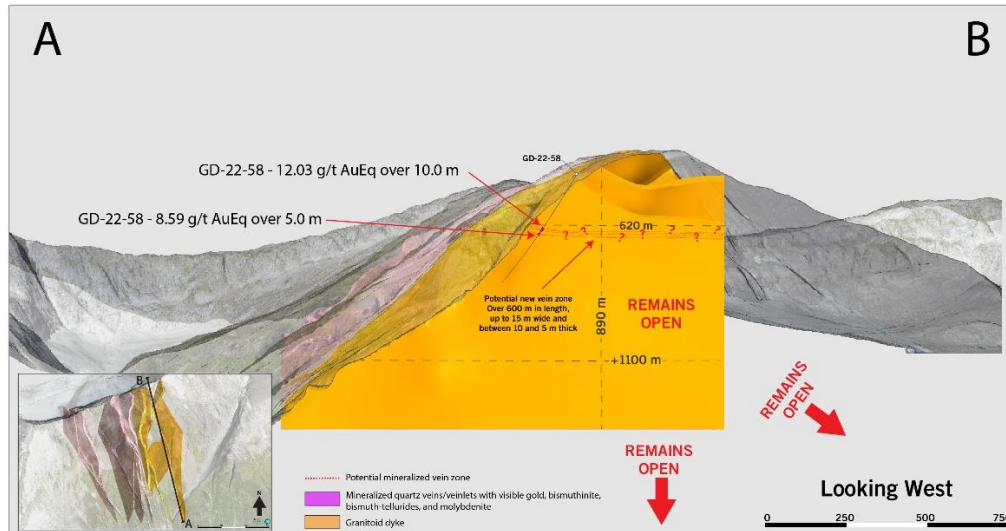 A
B
GD-22-58
GD-22-58 - 12.03 g/t AuEq over 10.0 m
GD-22-58 - 8.59 g/t AuEq over 5.0 m
620 m
? ? ? ? ? ? ?
Potential new vein zone
Over 600 m in length,
up to 15 m wide and
between 10 and 5 m thick
890 m
REMAINS
OPEN
+1100 m
REMAINS
OPEN
REMAINS
OPEN
B
A
N
Potential mineralized vein zone
Mineralized quartz veins/veinlets with visible gold, bismuthinite,
bismuth-tellurides, and molybdenite
Granitoid dyke
Looking West
0 250 500 750